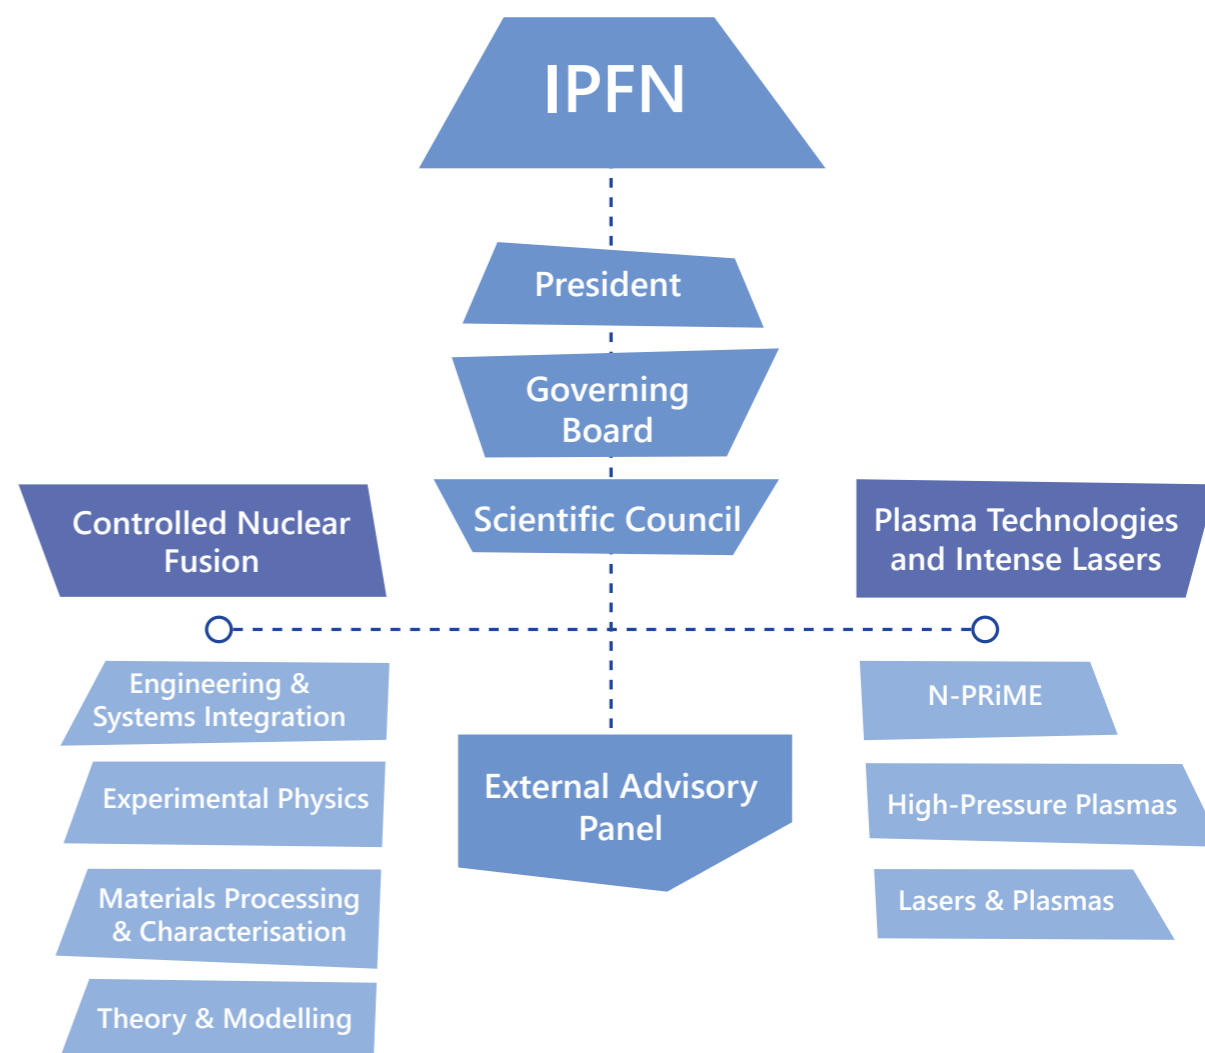 IPFN
President
Governing
Board
Scientific Council
Controlled Nuclear
Fusion
Engineering &
Systems Integration
Experimental Physics
Materials Processing
& Characterisation
Theory & Modelling
External Advisory
Panel
Plasma Technologies
and Intense Lasers
N-PRiME
High-Pressure Plasmas
Lasers & Plasmas